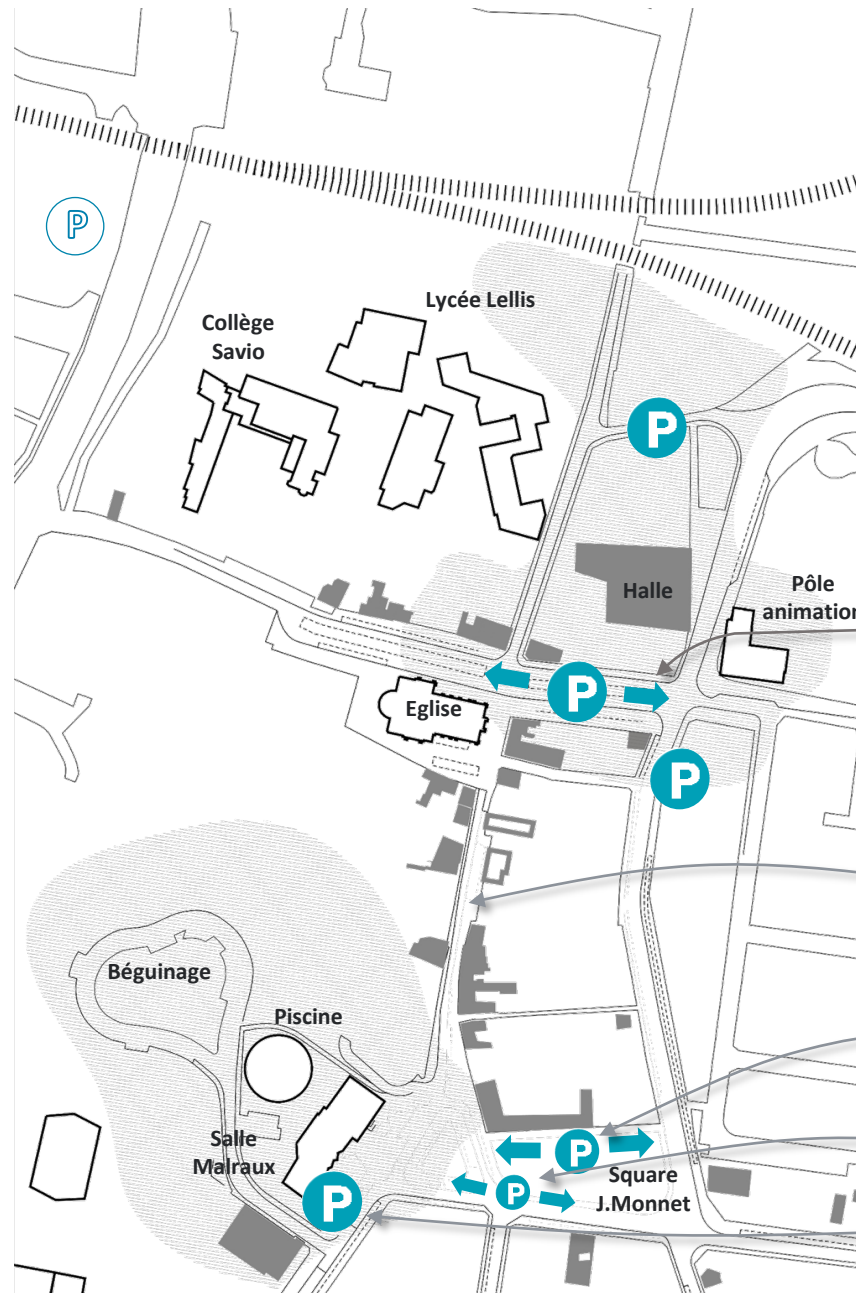 P
Lycée Lellis
Collège
Savio
P
Halle
Pôle
animation
P
Eglise
P
Béguinage
Piscine
Salle
Malraux
P
Square
J.Monnet
P
P